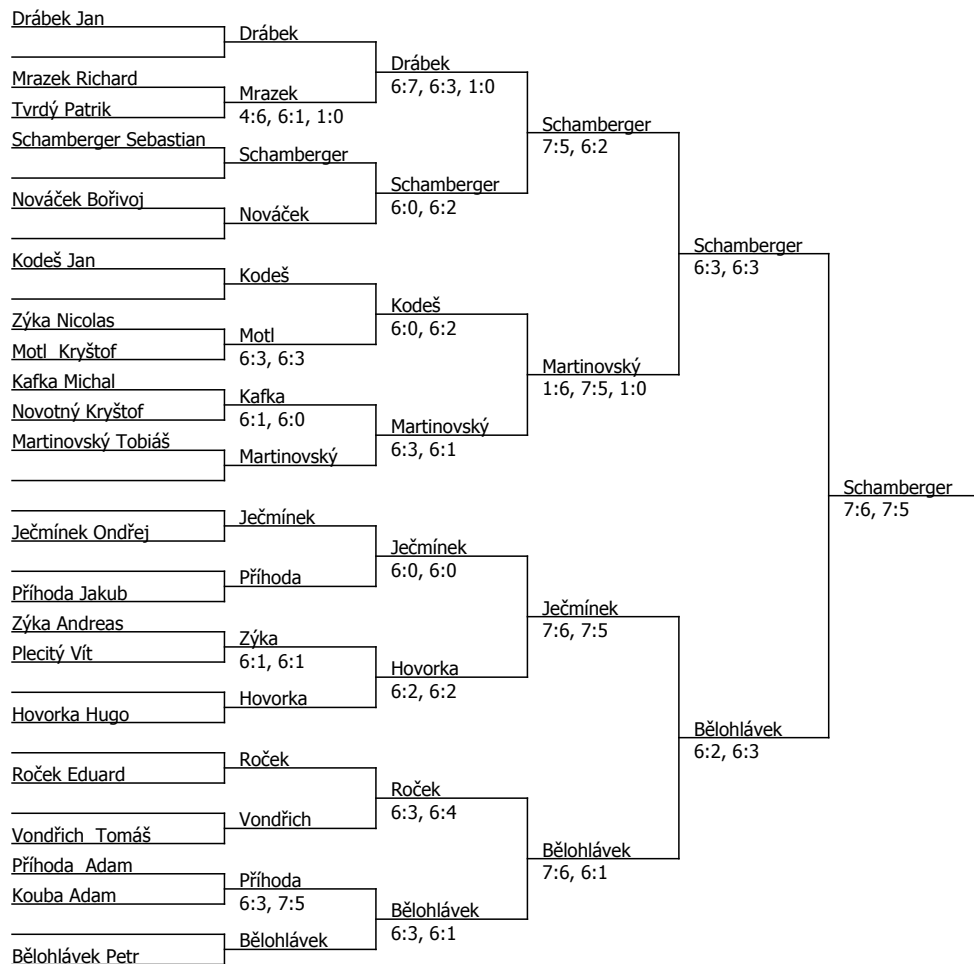 Drábek Jan
Drábek
Drábek
6:7, 6:3, 1:0
Mrazek Richard
Mrazek
Tvrdý Patrik
4:6, 6:1, 1:0
Schamberger
7:5, 6:2
Schamberger Sebastian
Schamberger
Schamberger
6:0, 6:2
Nováček Bořivoj
Nováček
Schamberger
6:3, 6:3
Kodeš Jan
Kodeš
Kodeš
6:0, 6:2
Zýka Nicolas
Motl
Motl  Kryštof
6:3, 6:3
Martinovský
1:6, 7:5, 1:0
Kafka Michal
Kafka
Novotný Kryštof
6:1, 6:0
Martinovský
6:3, 6:1
Martinovský Tobiáš
Martinovský
Schamberger
7:6, 7:5
Ječmínek
Ječmínek Ondřej
Ječmínek
6:0, 6:0
Příhoda
Příhoda Jakub
Ječmínek
7:6, 7:5
Zýka Andreas
Zýka
Plecitý Vít
6:1, 6:1
Hovorka
6:2, 6:2
Hovorka
Hovorka Hugo
Bělohlávek
6:2, 6:3
Roček
Roček Eduard
Roček
6:3, 6:4
Vondřich
Vondřich  Tomáš
Bělohlávek
7:6, 6:1
Příhoda  Adam
Příhoda
Kouba Adam
6:3, 7:5
Bělohlávek
6:3, 6:1
Bělohlávek
Bělohlávek Petr